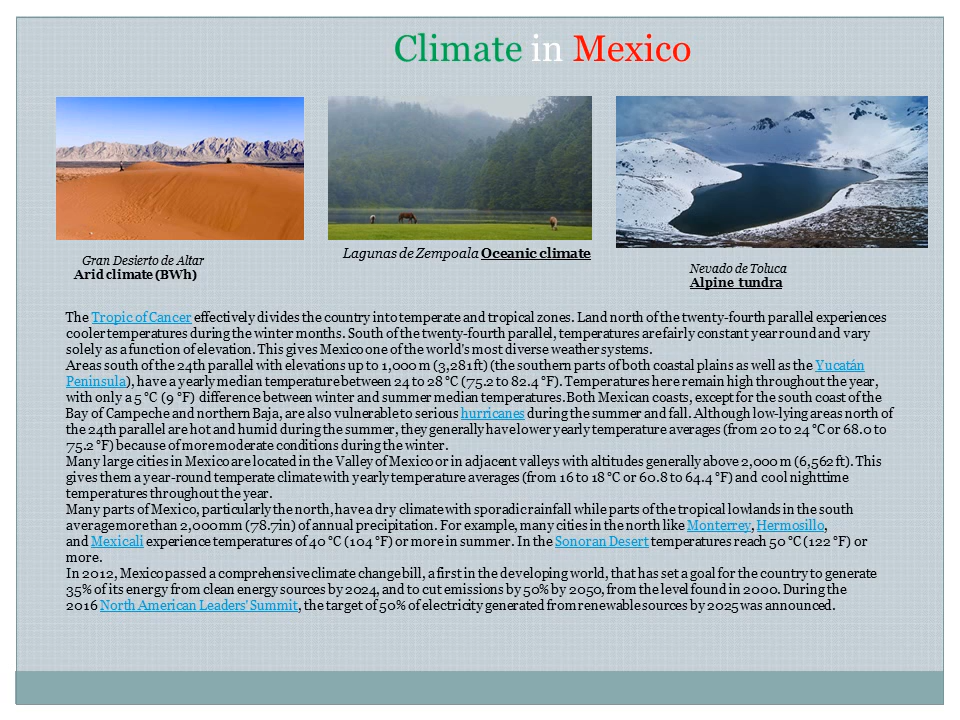 Climate in Mexico
Gran Desierto de Altar
Arid climate (BWh)
Lagunas de Zempoala Oceanic climate
Nevado de Toluca
Alpine tundra
The Tropic of Cancer effectively divides the country into temperate and tropical zones. Land north of the twenty-fourth parallel experiences
cooler temperatures during the winter months. South of the twenty-fourth parallel, temperatures are fairly constant year round and vary
solely as a function of elevation. This gives Mexico one of the world's most diverse weather systems.
Areas south of the 24th parallel with elevations up to 1,000 m (3,281 ft) (the southern parts of both coastal plains as well as the Yucatán
Peninsula), have a yearly median temperature between 24 to 28 °C (75.2 to 82.4 °F). Temperatures here remain high throughout the year,
with only a 5 °C (9 °F) difference between winter and summer median temperatures. Both Mexican coasts, except for the south coast of the
Bay of Campeche and northern Baja, are also vulnerable to serious hurricanes during the summer and fall. Although low-lying areas north of
the 24th parallel are hot and humid during the summer, they generally have lower yearly temperature averages (from 20 to 24 °C or 68.0 to
75.2 °F) because of more moderate conditions during the winter.
Many large cities in Mexico are located in the Valley of Mexico or in adjacent valleys with altitudes generally above 2,000 m (6,562 ft). This
gives them a year-round temperate climate with yearly temperature averages (from 16 to 18 °C or 60.8 to 64.4 °F) and cool nighttime
temperatures throughout the year.
Many parts of Mexico, particularly the north, have a dry climate with sporadic rainfall while parts of the tropical lowlands in the south
average more than 2,000 mm (78.7 in) of annual precipitation. For example, many cities in the north like Monterrey, Hermosillo,
and Mexicali experience temperatures of 40 °C (104 °F) or more in summer. In the Sonoran Desert temperatures reach 50 °C (122 °F) or
more.
In 2012, Mexico passed a comprehensive climate change bill, a first in the developing world, that has set a goal for the country to generate
35% of its energy from clean energy sources by 2024, and to cut emissions by 50% by 2050, from the level found in 2000. During the
2016 North American Leaders' Summit, the target of 50% of electricity generated from renewable sources by 2025 was announced.